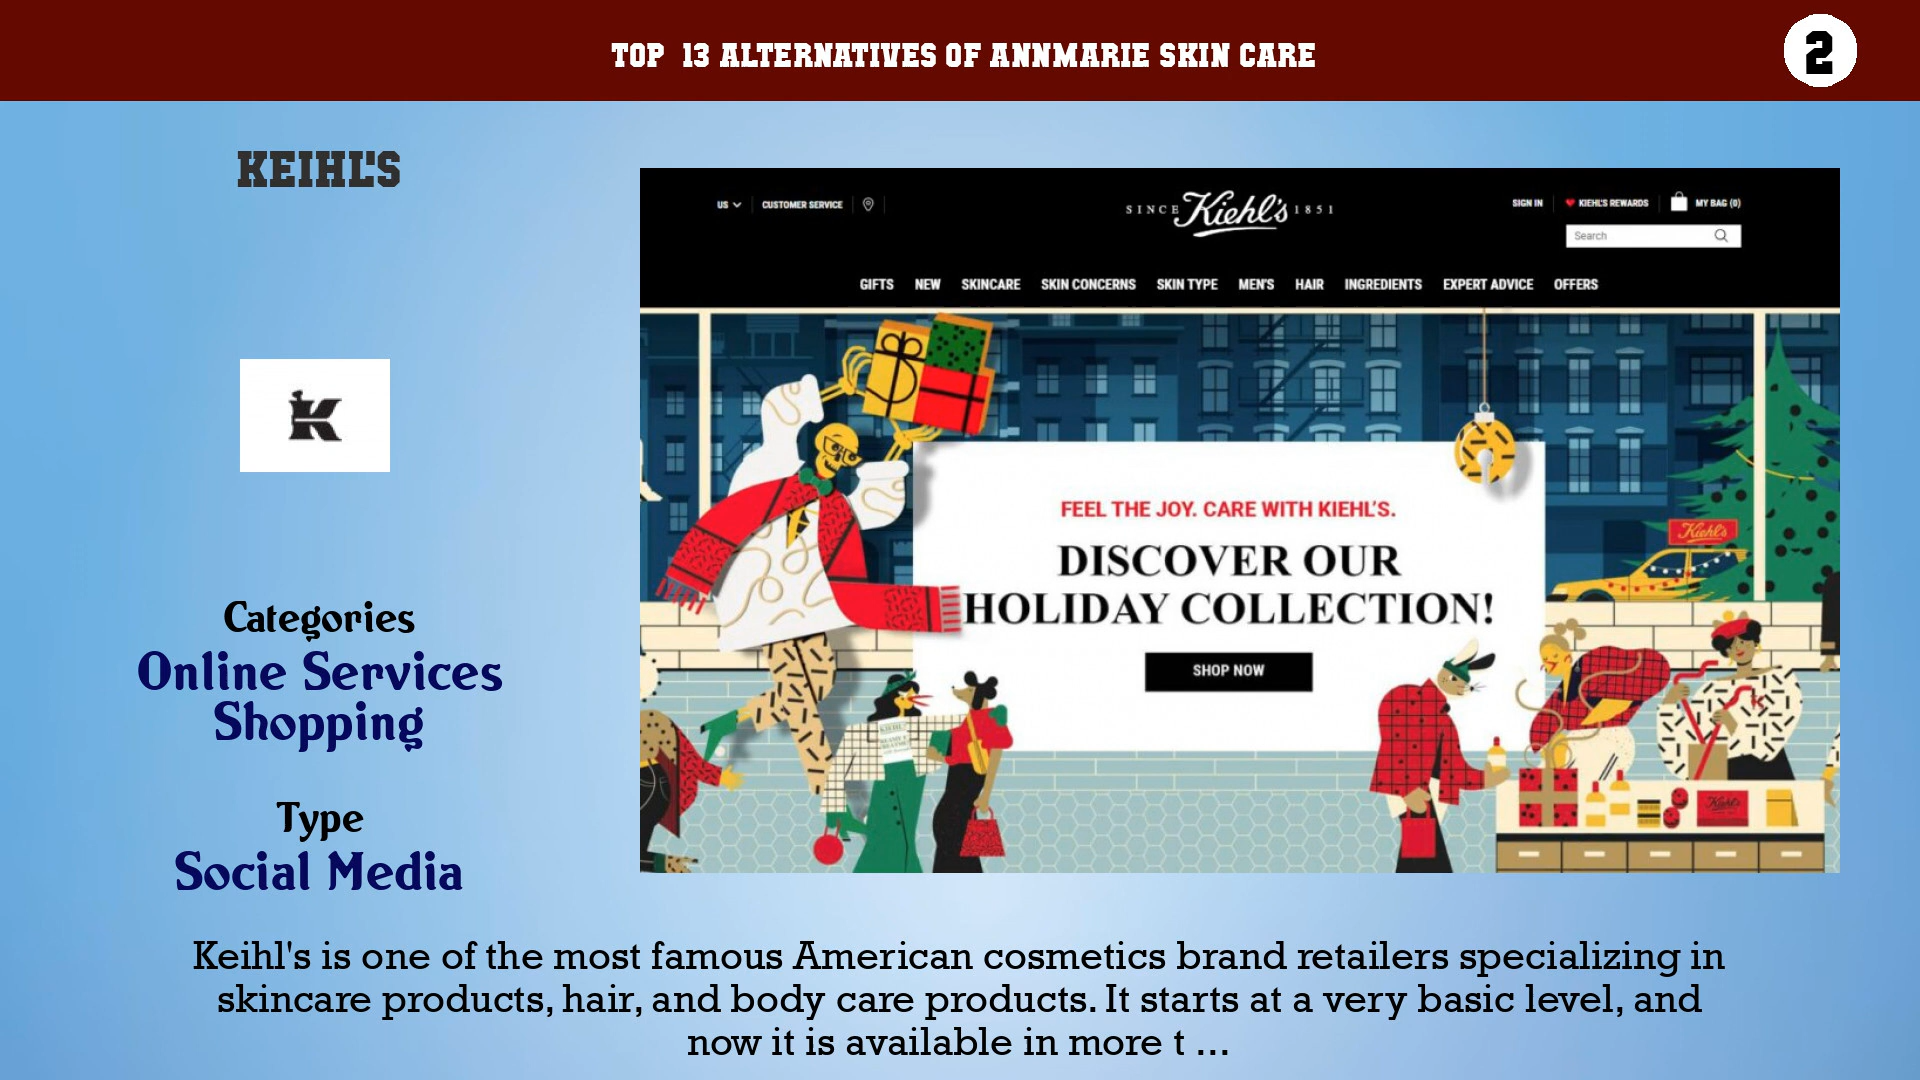 TOP 13 ALTERNATIVES OF ANNMARIE SKIN CARE
2
KEIHL'S
K
Categories
Online Services
Shopping
Type
Social Media
US
CUSTOMER SERVICE
SINCE Kiehl's 1851
SIGN IN
KIEHL'S REWARDS
MY BAG (0)
Search
GIFTS NEW SKINCARE SKIN CONCERNS SKIN TYPE MEN'S HAIR INGREDIENTS EXPERT ADVICE OFFERS
FEEL THE JOY. CARE WITH KIEHL'S.
DISCOVER OUR
HOLIDAY COLLECTION!
SHOP NOW
Kiehl's
Kiehl's
Keihl's is one of the most famous American cosmetics brand retailers specializing in
skincare products, hair, and body care products. It starts at a very basic level, and
now it is available in more t ...